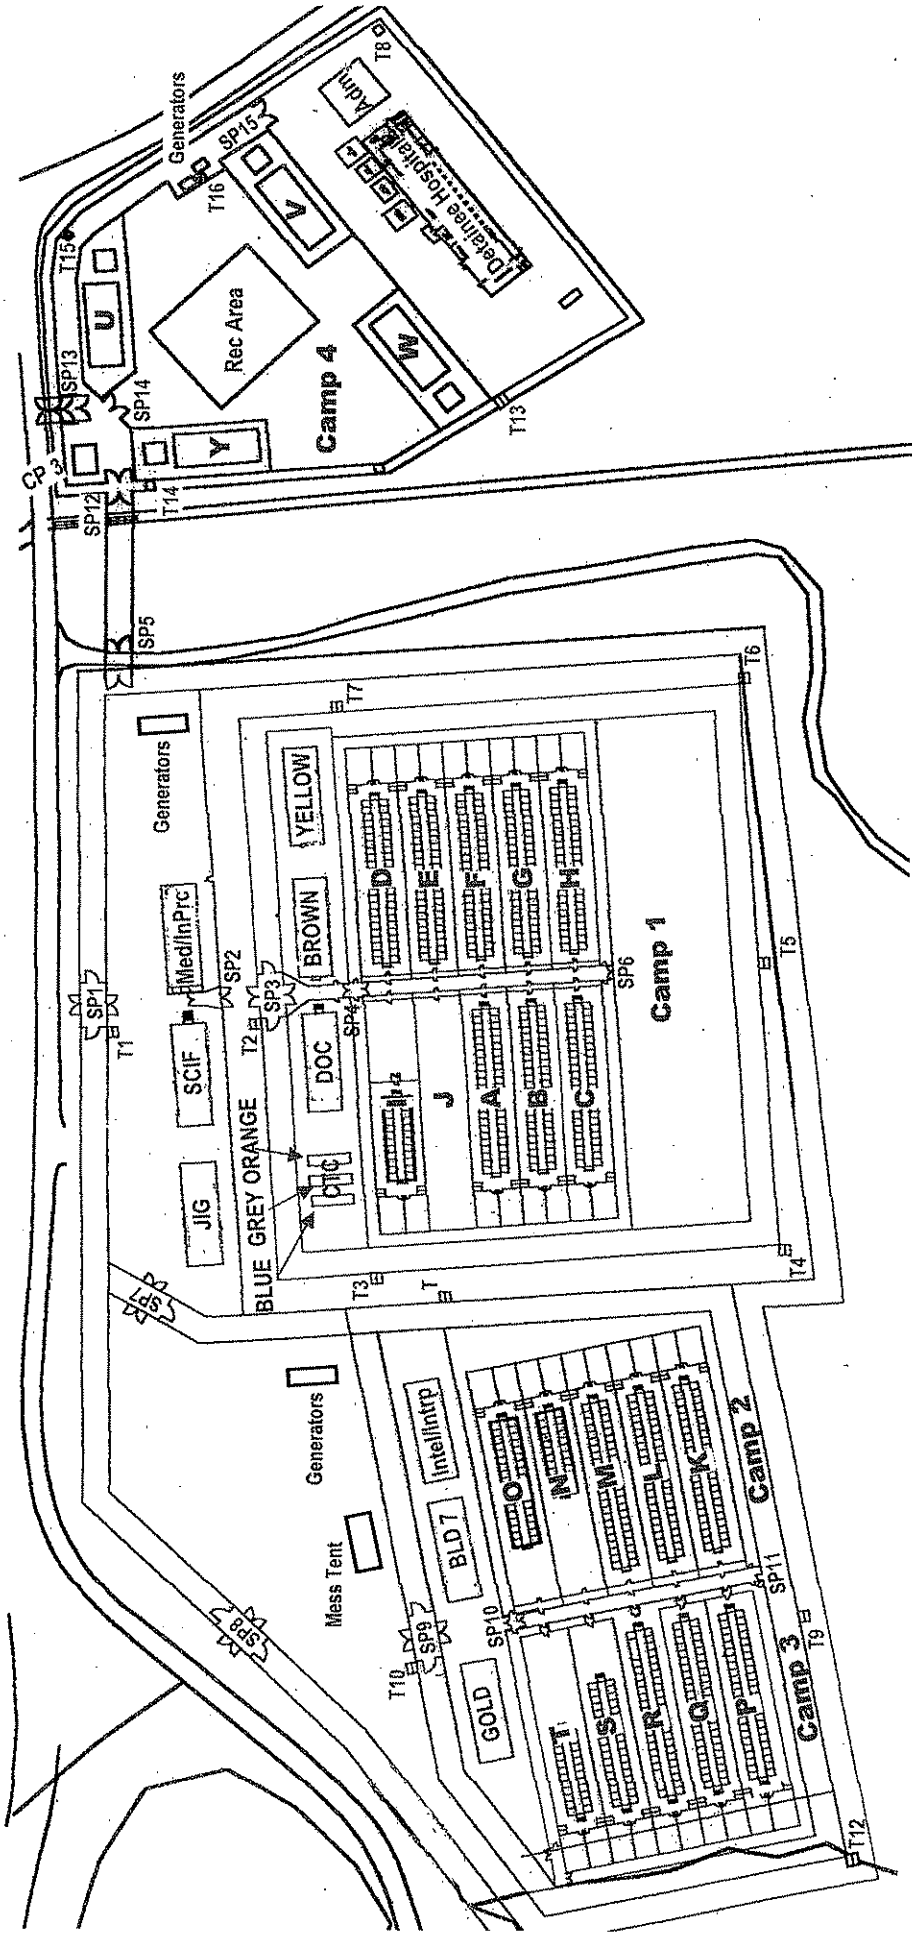 Generators
T8
Admin
SP15
T16
Detainee Hospital
T15
V
U
Rec Area
SP13
W
SP14
Camp 4
Y
T13
CP 3
SP12
T14
SP5
T6
T7
Generators
YELLOW
D
E
F
G
H
Med/InPrc
BROWN
SP2
SP1
SP3
SP4
SP6
Camp 1
T5
T1
T2
SCIF
DOC
I
J
A
B
C
JIG
BLUE GREY ORANGE
CTC
T3
T
T4
SP7
Generators
Intel/Intrp
O
N
M
L
K
Camp 2
Mess Tent
BLD 7
SP8
SP9
SP10
SP11
T10
T9
GOLD
T
S
R
Q
P
Camp 3
T12